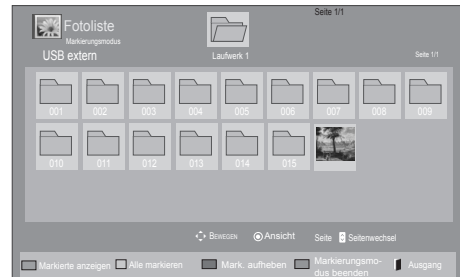 Seite 1/1
Fotoliste
Markierungsmodus
USB extern
Laufwerk 1
Seite 1/1
001 002 003 004 005 006 007 008 009
010 011 012 013 014 015
BEWEGEN Ansicht Seite Seitenwechsel
Markierte anzeigen Alle markieren Mark. aufheben Markierungsmo-
dus beenden Ausgang